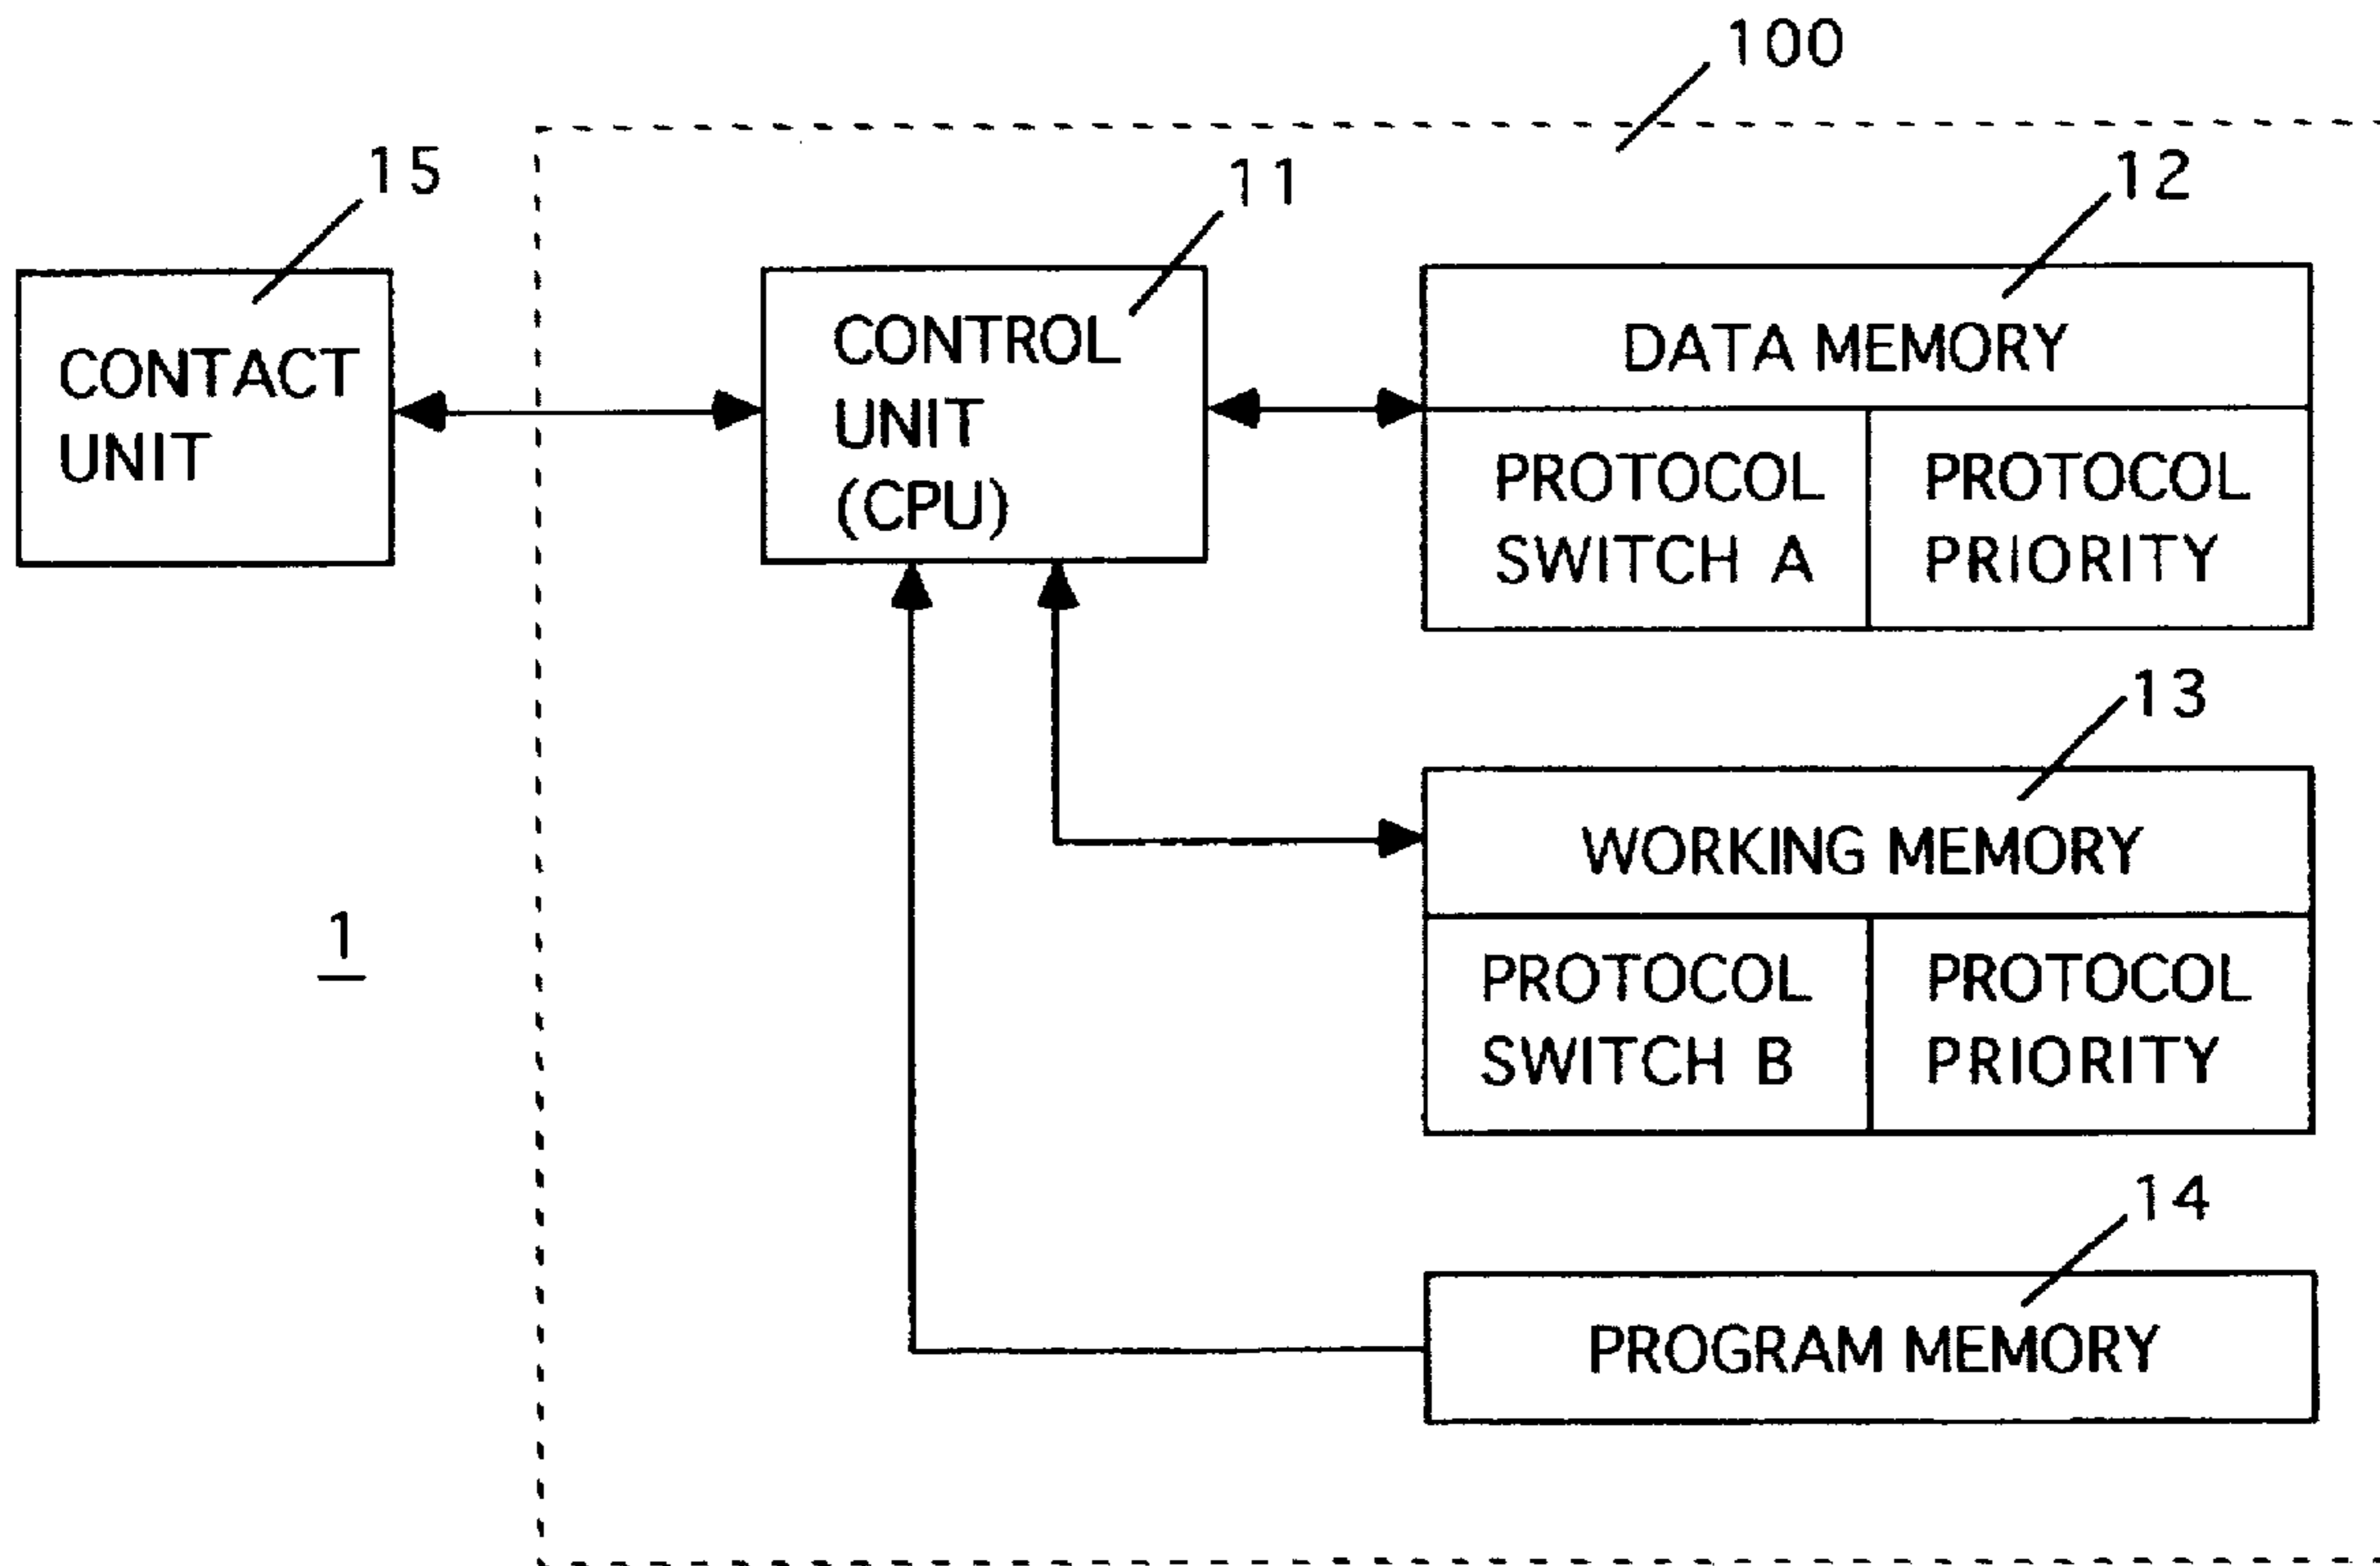 100
15
11
12
CONTACT
UNIT
CONTROL
UNIT
(CPU)
DATA MEMORY
PROTOCOL
SWITCH A
PROTOCOL
PRIORITY
13
WORKING MEMORY
PROTOCOL
SWITCH B
PROTOCOL
PRIORITY
1
14
PROGRAM MEMORY